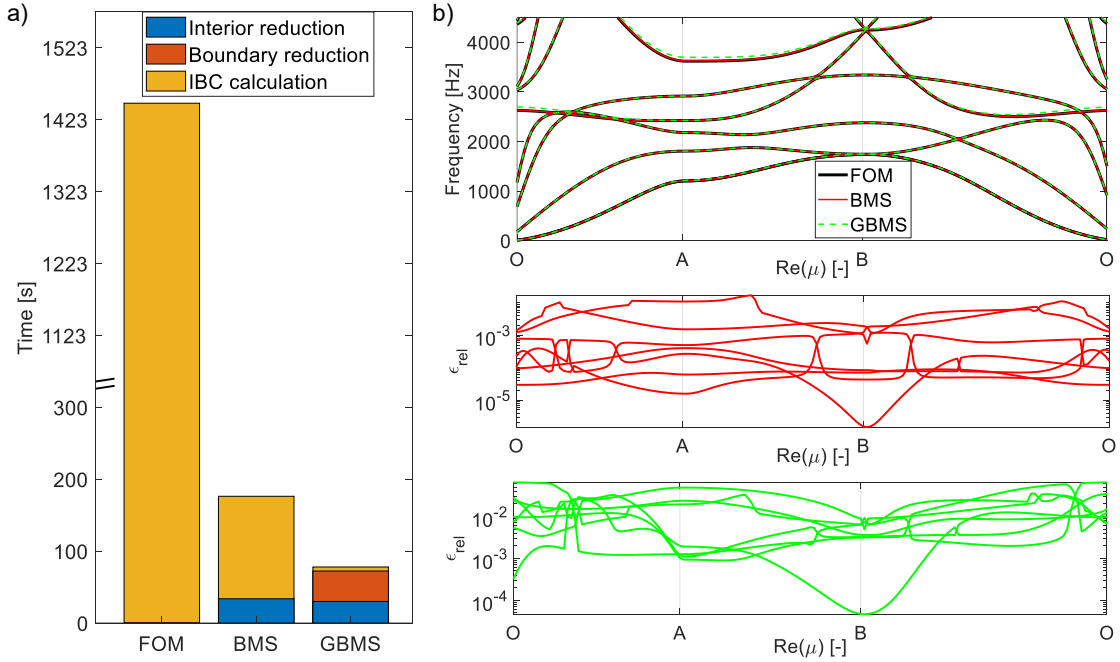 a)
Interior reduction
Boundary reduction
IBC calculation
Time [s]
1523
1423
1323
1223
1123
300
200
100
0
FOM
BMS
GBMS
b)
Frequency [Hz]
4000
3000
2000
1000
0
FOM
BMS
GBMS
O
A
B
O
Re(μ) [-]
ϵrel
10⁻³
10⁻⁵
O
A
B
O
Re(μ) [-]
ϵrel
10⁻²
10⁻³
10⁻⁴
O
A
B
O
Re(μ) [-]